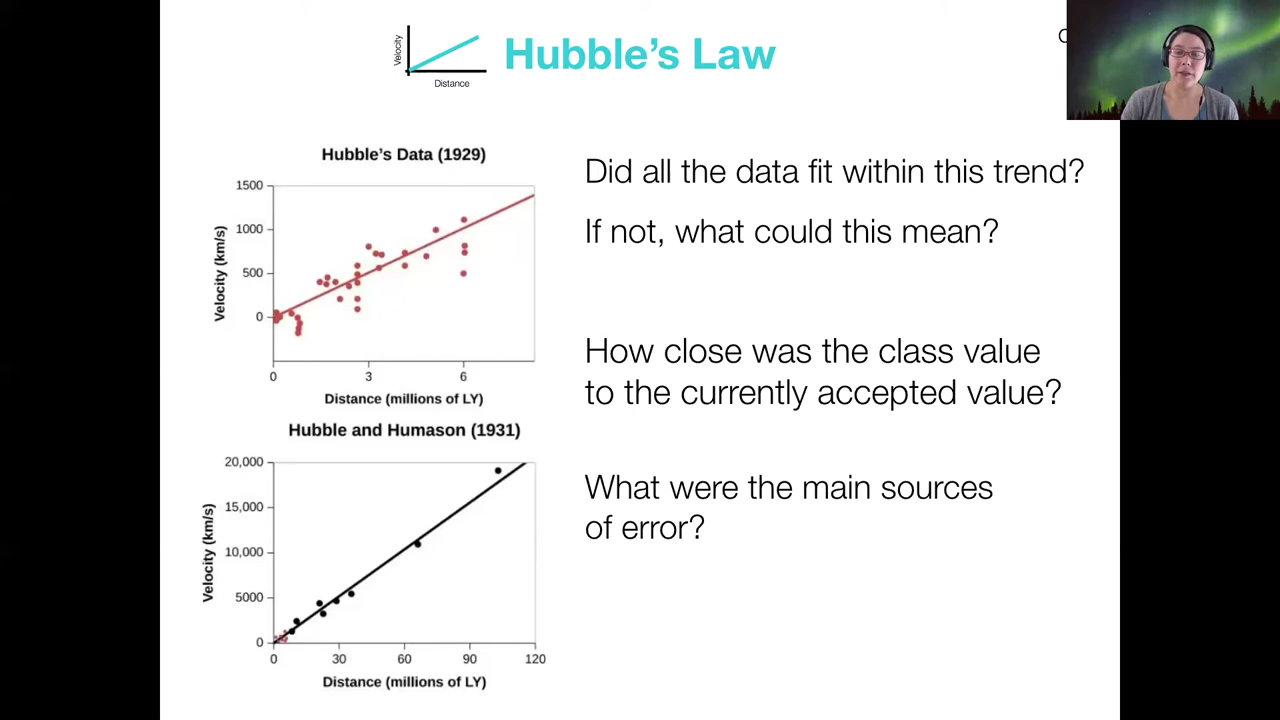 Velocity
Distance
Hubble's Law
Hubble's Data (1929)
1500
1000
500
0
Velocity (km/s)
0 3 6
Distance (millions of LY)
Hubble and Humason (1931)
20,000
15,000
10,000
5000
0
Velocity (km/s)
0 30 60 90 120
Distance (millions of LY)
Did all the data fit within this trend?
If not, what could this mean?
How close was the class value
to the currently accepted value?
What were the main sources
of error?